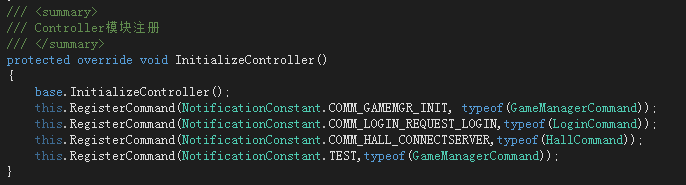 /// <summary>
/// Controller模块注册
/// </summary>
protected override void InitializeController()
{
base.InitializeController();
this.RegisterCommand(NotificationConstant.COMM_GAMEMGR_INIT, typeof(GameManagerCommand));
this.RegisterCommand(NotificationConstant.COMM_LOGIN_REQUEST_LOGIN,typeof(LoginCommand));
this.RegisterCommand(NotificationConstant.COMM_HALL_CONNECTSERVER,typeof(HallCommand));
this.RegisterCommand(NotificationConstant.TEST,typeof(GameManagerCommand));
}